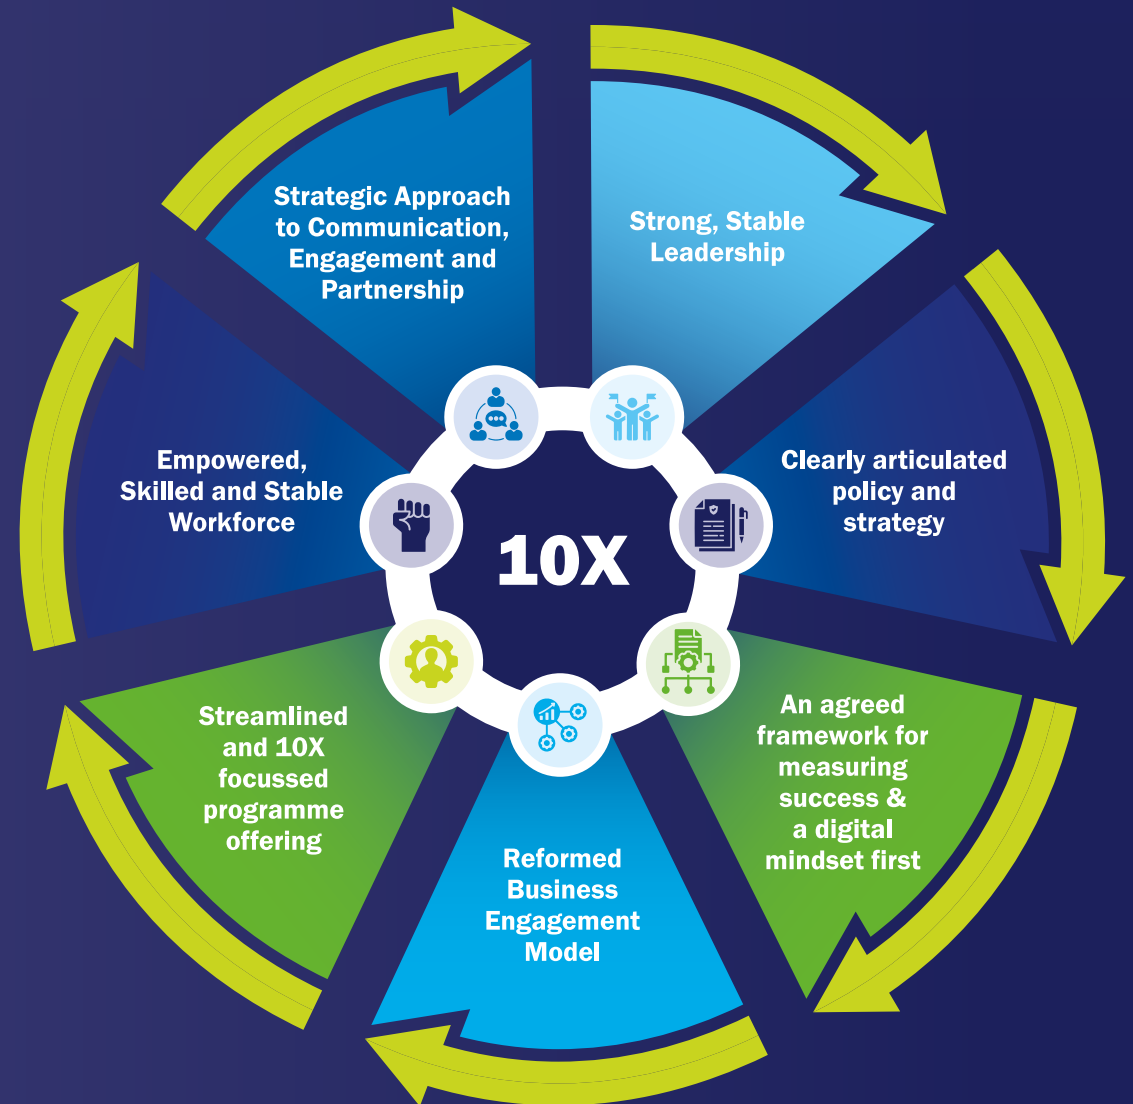 Strategic Approach
to Communication,
Engagement and
Partnership
Strong, Stable
Leadership
Empowered,
Skilled and Stable
Workforce
Clearly articulated
policy and
strategy
10X
Streamlined
and 10X
focussed
programme
offering
An agreed
framework for
measuring
success &
a digital
mindset first
Reformed
Business
Engagement
Model